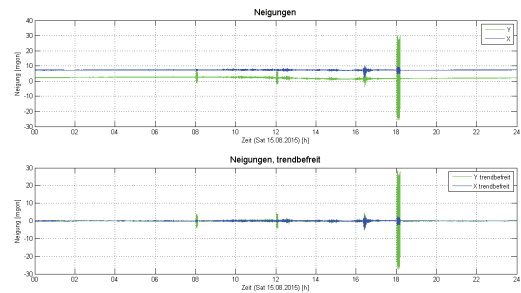 Neigungen
Neigung [mgon]
40
30
20
10
0
-10
-20
-30
Y
X
00 02 04 06 08 10 12 14 16 18 20 22 24
Zeit (Sat 15.08.2015) [h]
Neigungen, trendbefreit
Neigung [mgon]
30
20
10
0
-10
-20
-30
Y trendbefreit
X trendbefreit
00 02 04 06 08 10 12 14 16 18 20 22 24
Zeit (Sat 15.08.2015) [h]